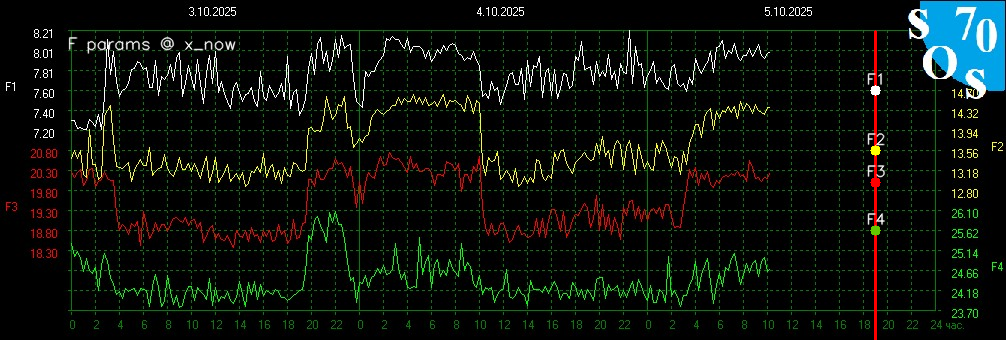 3.10.2025 4.10.2025 5.10.2025
SOS70
F params @ x_now
F1
8.21
8.01
7.81
7.60
7.40
7.20
F3
20.80
20.30
19.80
19.30
18.80
18.30
F1
F2
F3
F4
14.70
14.32
13.94
13.56
13.18
12.80
F2
26.10
25.62
25.14
24.66
24.18
23.70
F4
0 2 4 6 8 10 12 14 16 18 20 22 0 2 4 6 8 10 12 14 16 18 20 22 0 2 4 6 8 10 12 14 16 18 20 22 24 час.